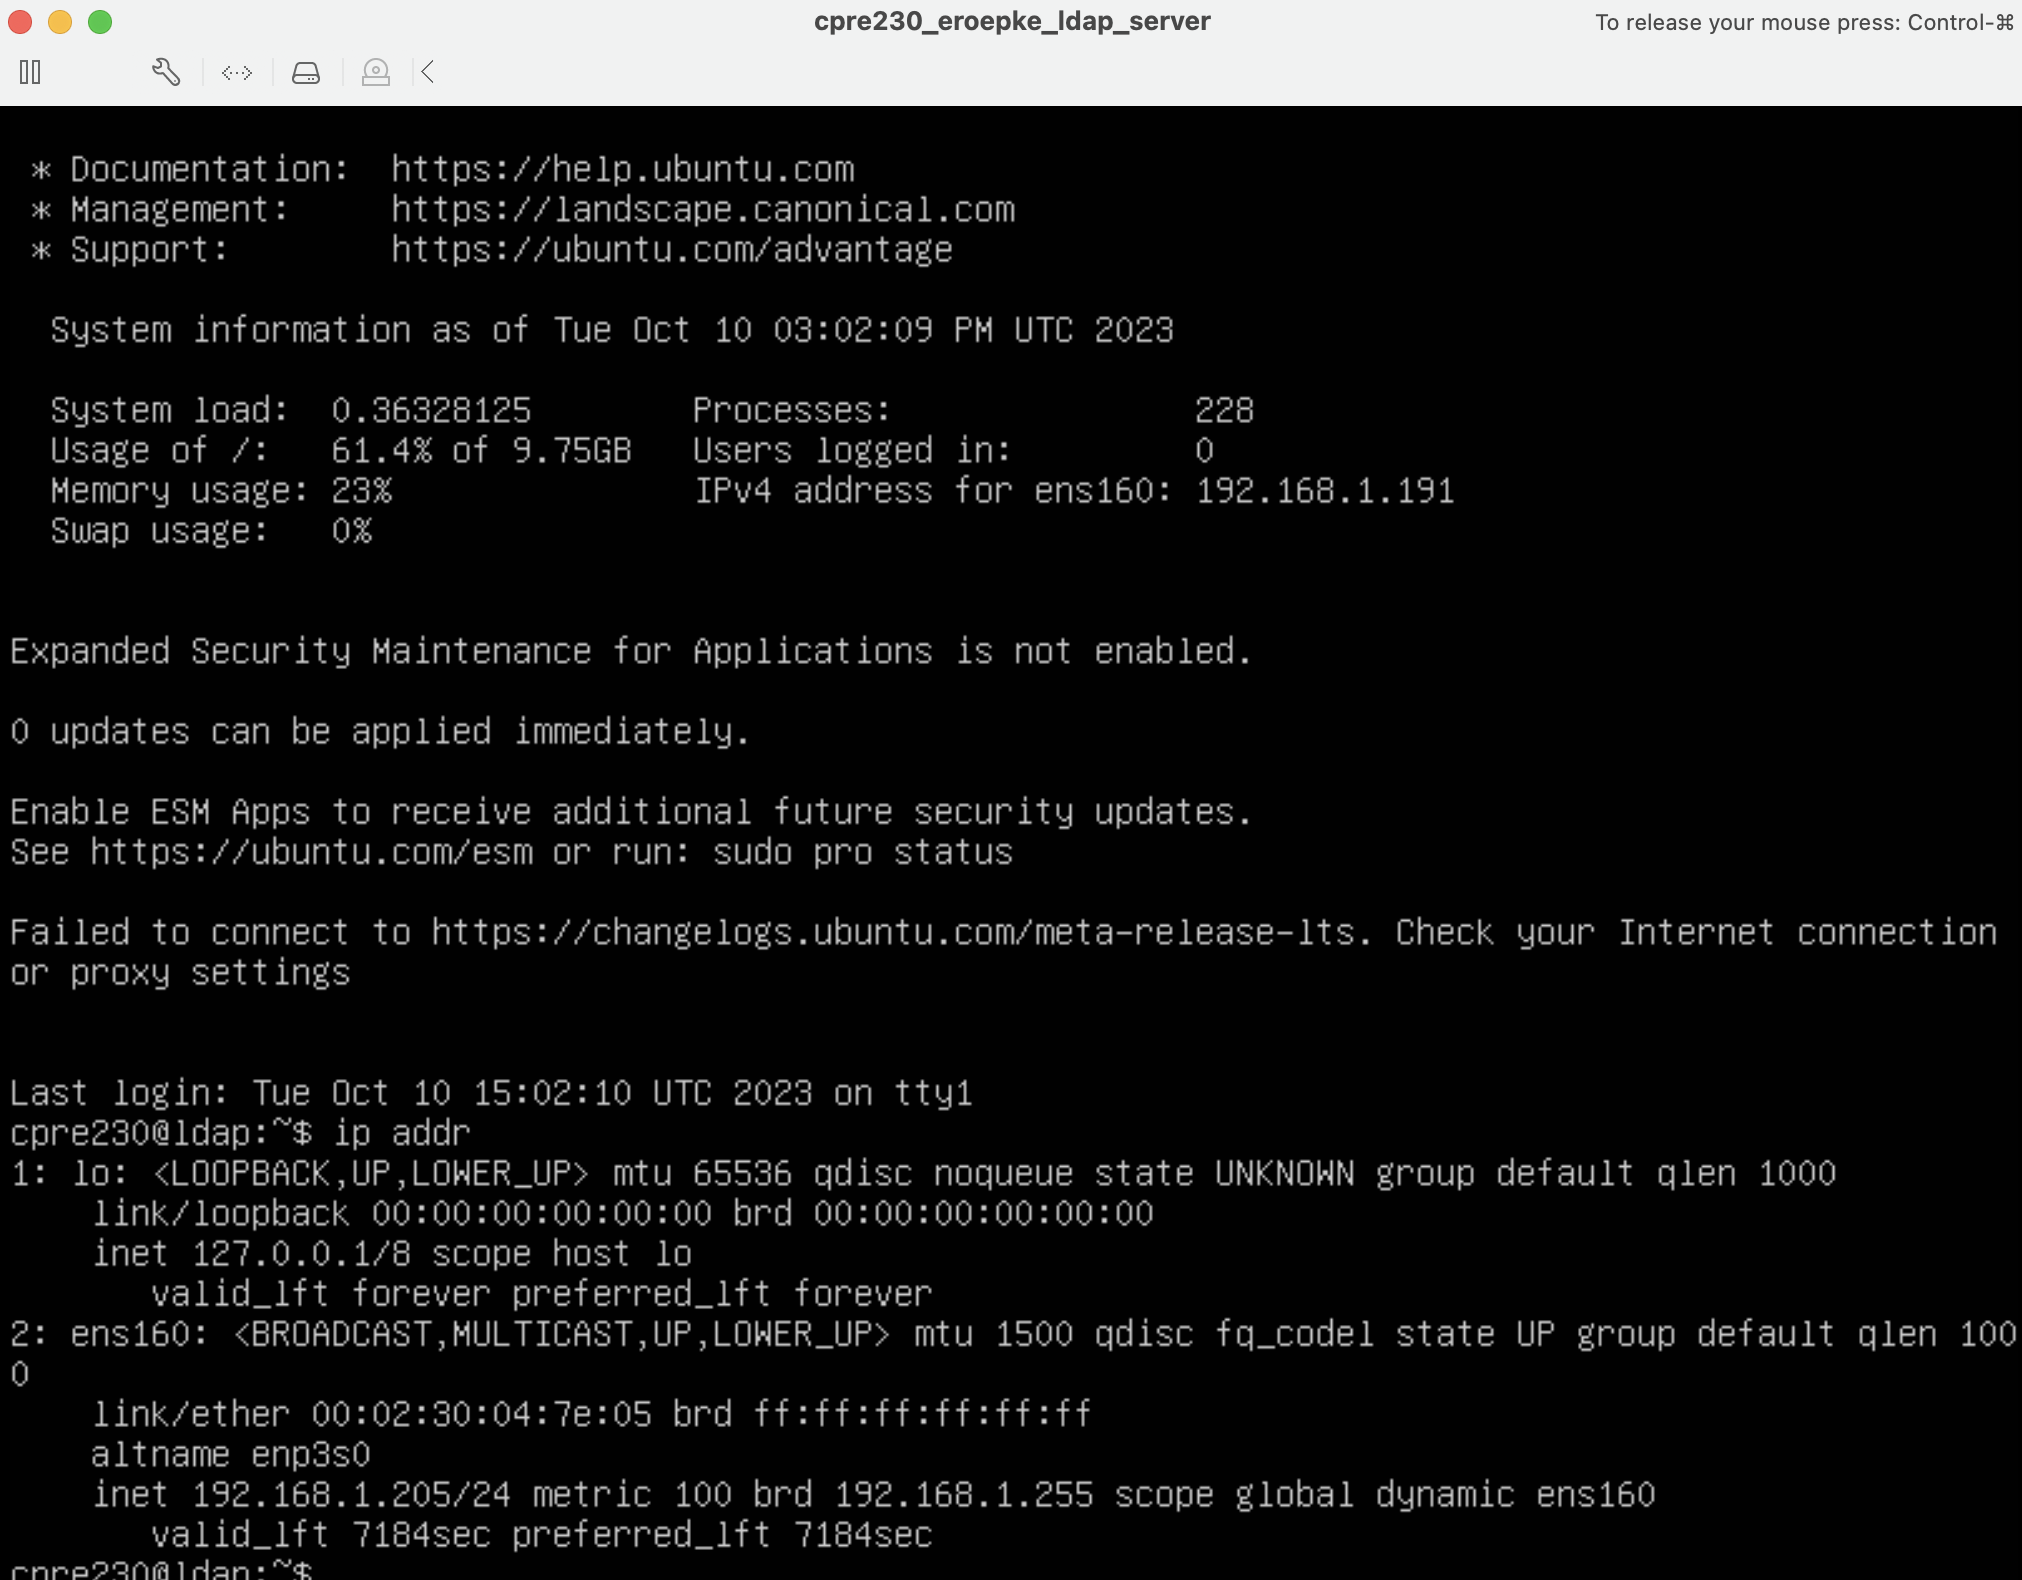 cpre230_eroepke_ldap_server
To release your mouse press: Control-⌘
* Documentation:  https://help.ubuntu.com
* Management:     https://landscape.canonical.com
* Support:        https://ubuntu.com/advantage
System information as of Tue Oct 10 03:02:09 PM UTC 2023
System load:  0.36328125        Processes:               228
Usage of /:   61.4% of 9.75GB   Users logged in:         0
Memory usage: 23%               IPv4 address for ens160: 192.168.1.191
Swap usage:   0%
Expanded Security Maintenance for Applications is not enabled.
0 updates can be applied immediately.
Enable ESM Apps to receive additional future security updates.
See https://ubuntu.com/esm or run: sudo pro status
Failed to connect to https://changelogs.ubuntu.com/meta-release-lts. Check your Internet connection
or proxy settings
Last login: Tue Oct 10 15:02:10 UTC 2023 on tty1
cpre230@ldap:~$ ip addr
1: lo: <LOOPBACK,UP,LOWER_UP> mtu 65536 qdisc noqueue state UNKNOWN group default qlen 1000
    link/loopback 00:00:00:00:00:00 brd 00:00:00:00:00:00
    inet 127.0.0.1/8 scope host lo
       valid_lft forever preferred_lft forever
2: ens160: <BROADCAST,MULTICAST,UP,LOWER_UP> mtu 1500 qdisc fq_codel state UP group default qlen 100
0
    link/ether 00:02:30:04:7e:05 brd ff:ff:ff:ff:ff:ff
    altname enp3s0
    inet 192.168.1.205/24 metric 100 brd 192.168.1.255 scope global dynamic ens160
       valid_lft 7184sec preferred_lft 7184sec
cpre230@ldap:~$